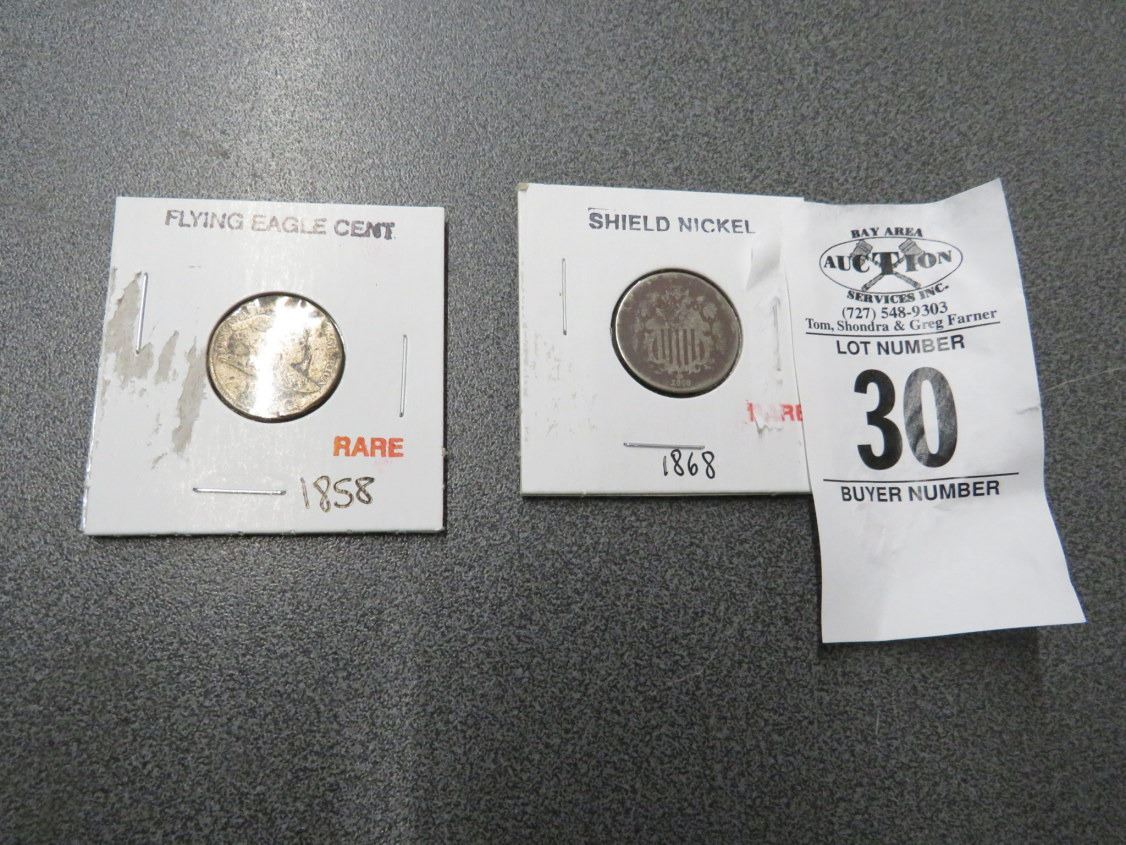 FLYING EAGLE CENT
RARE
1858
SHIELD NICKEL
RARE
1868
BAY AREA
AUCTION
SERVICES INC.
(727) 548-9303
Tom, Shondra & Greg Farner
LOT NUMBER
30
BUYER NUMBER